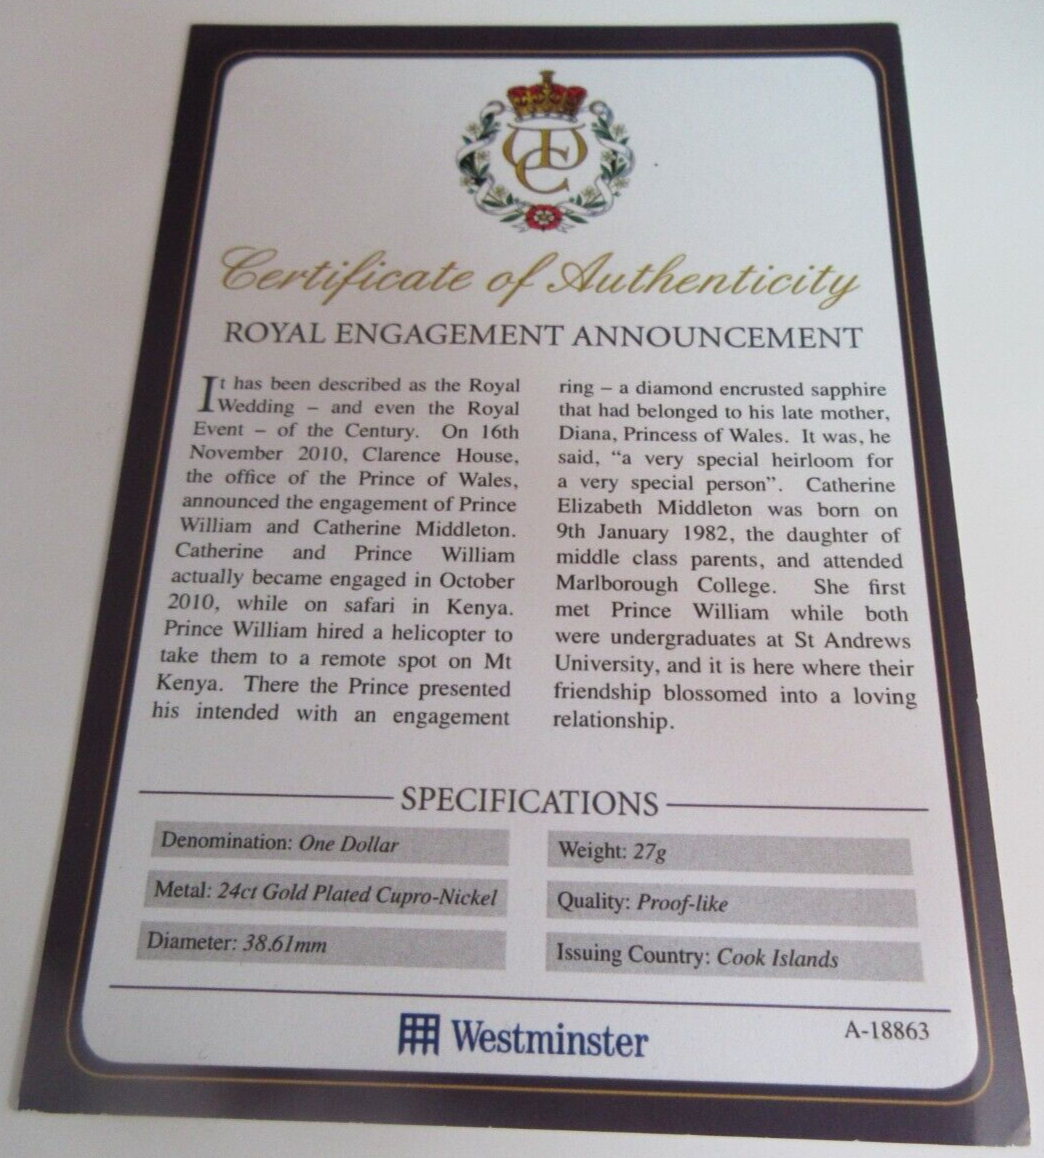 Certificate of Authenticity
ROYAL ENGAGEMENT ANNOUNCEMENT
It has been described as the Royal
Wedding – and even the Royal
Event – of the Century. On 16th
November 2010, Clarence House,
the office of the Prince of Wales,
announced the engagement of Prince
William and Catherine Middleton.
Catherine and Prince William
actually became engaged in October
2010, while on safari in Kenya.
Prince William hired a helicopter to
take them to a remote spot on Mt
Kenya. There the Prince presented
his intended with an engagement
ring – a diamond encrusted sapphire
that had belonged to his late mother,
Diana, Princess of Wales. It was, he
said, “a very special heirloom for
a very special person”. Catherine
Elizabeth Middleton was born on
9th January 1982, the daughter of
middle class parents, and attended
Marlborough College. She first
met Prince William while both
were undergraduates at St Andrews
University, and it is here where their
friendship blossomed into a loving
relationship.
SPECIFICATIONS
Denomination: One Dollar
Metal: 24ct Gold Plated Cupro-Nickel
Diameter: 38.61mm
Weight: 27g
Quality: Proof-like
Issuing Country: Cook Islands
Westminster
A-18863